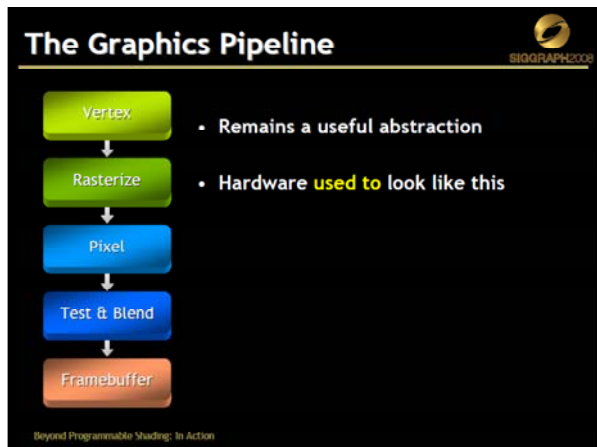 The Graphics Pipeline
SIGGRAPH2008
Vertex
Rasterize
Pixel
Test & Blend
Framebuffer
• Remains a useful abstraction
• Hardware used to look like this
Beyond Programmable Shading: In Action